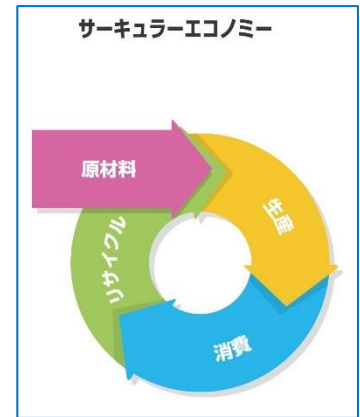 サーキュラーエコノミー
原材料
生産
消費
リサイクル